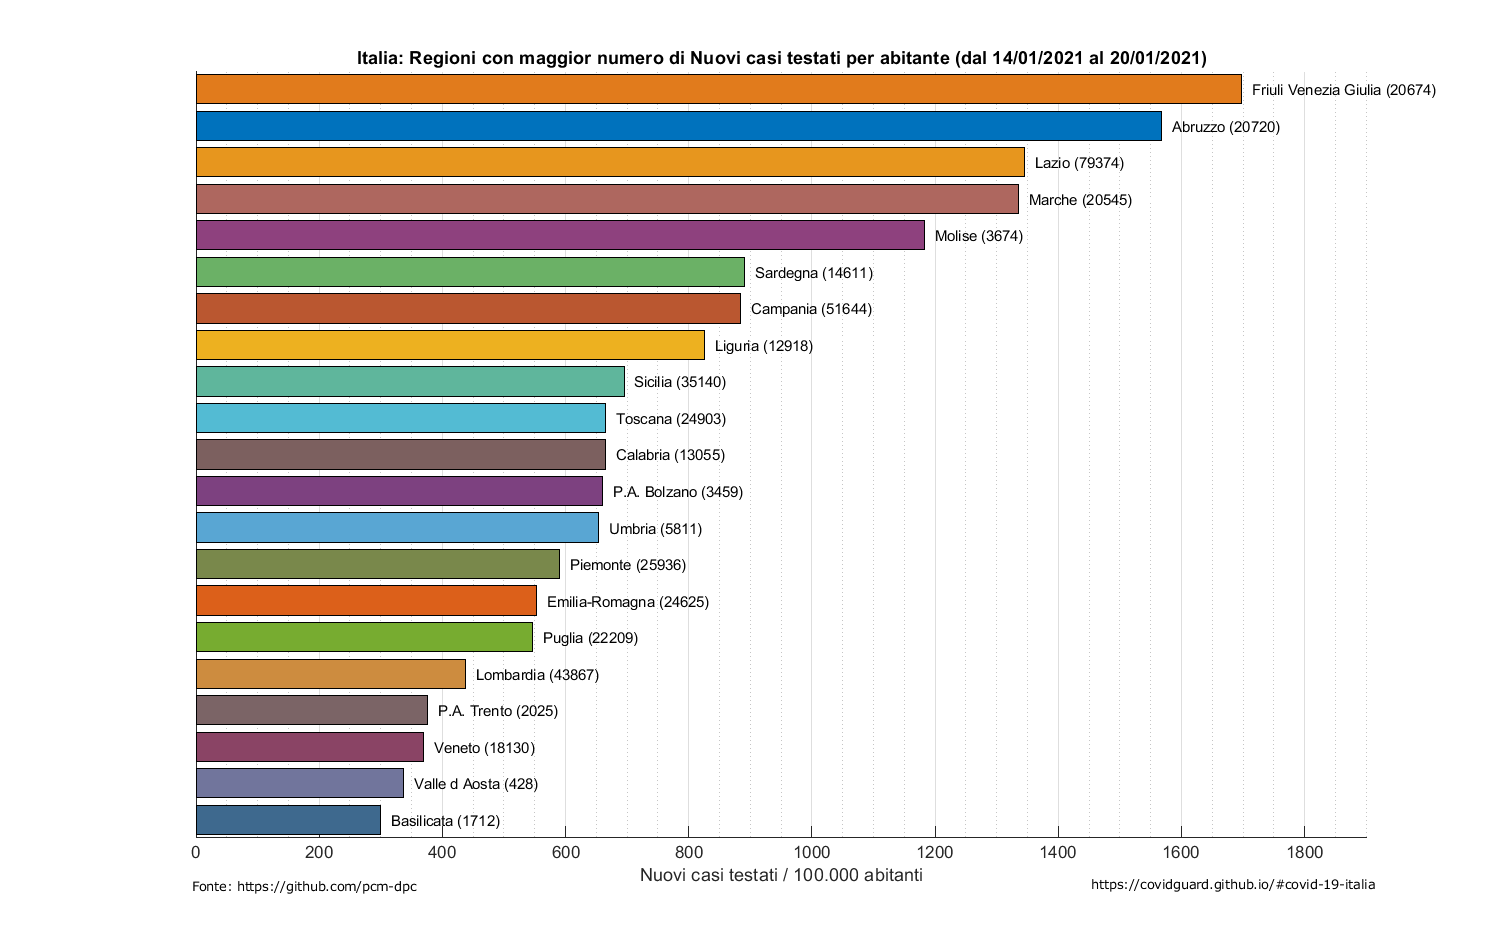 Italia: Regioni con maggior numero di Nuovi casi testati per abitante (dal 14/01/2021 al 20/01/2021)
Friuli Venezia Giulia (20674)
Abruzzo (20720)
Lazio (79374)
Marche (20545)
Molise (3674)
Sardegna (14611)
Campania (51644)
Liguria (12918)
Sicilia (35140)
Toscana (24903)
Calabria (13055)
P.A. Bolzano (3459)
Umbria (5811)
Piemonte (25936)
Emilia-Romagna (24625)
Puglia (22209)
Lombardia (43867)
P.A. Trento (2025)
Veneto (18130)
Valle d Aosta (428)
Basilicata (1712)
0 200 400 600 800 1000 1200 1400 1600 1800
Nuovi casi testati / 100.000 abitanti
Fonte: https://github.com/pcm-dpc
https://covidguard.github.io/#covid-19-italia